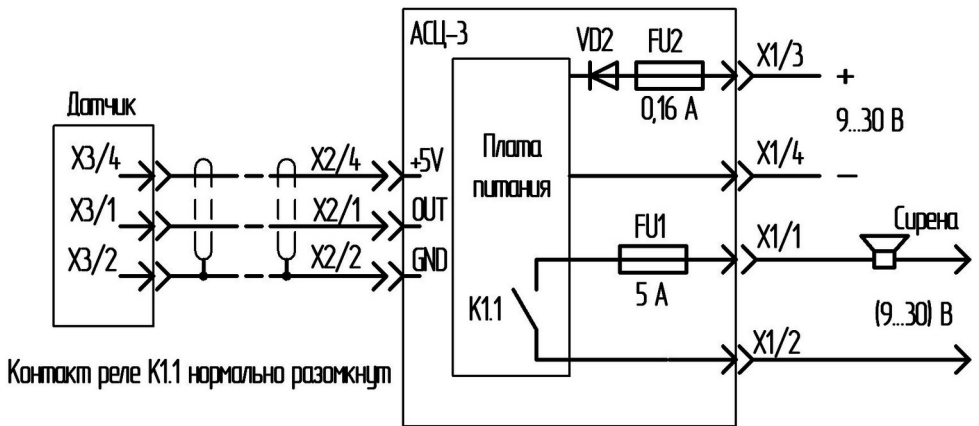 АСЦ-3
VD2
FU2
X1/3
+
0,16 А
9...30 В
Датчик
X3/4
X2/4
+5V
Плата
питания
X1/4
−
X3/1
X2/1
OUT
FU1
X1/1
Сирена
X3/2
X2/2
GND
5 А
К1.1
(9...30) В
X1/2
Контакт реле К1.1 нормально разомкнут